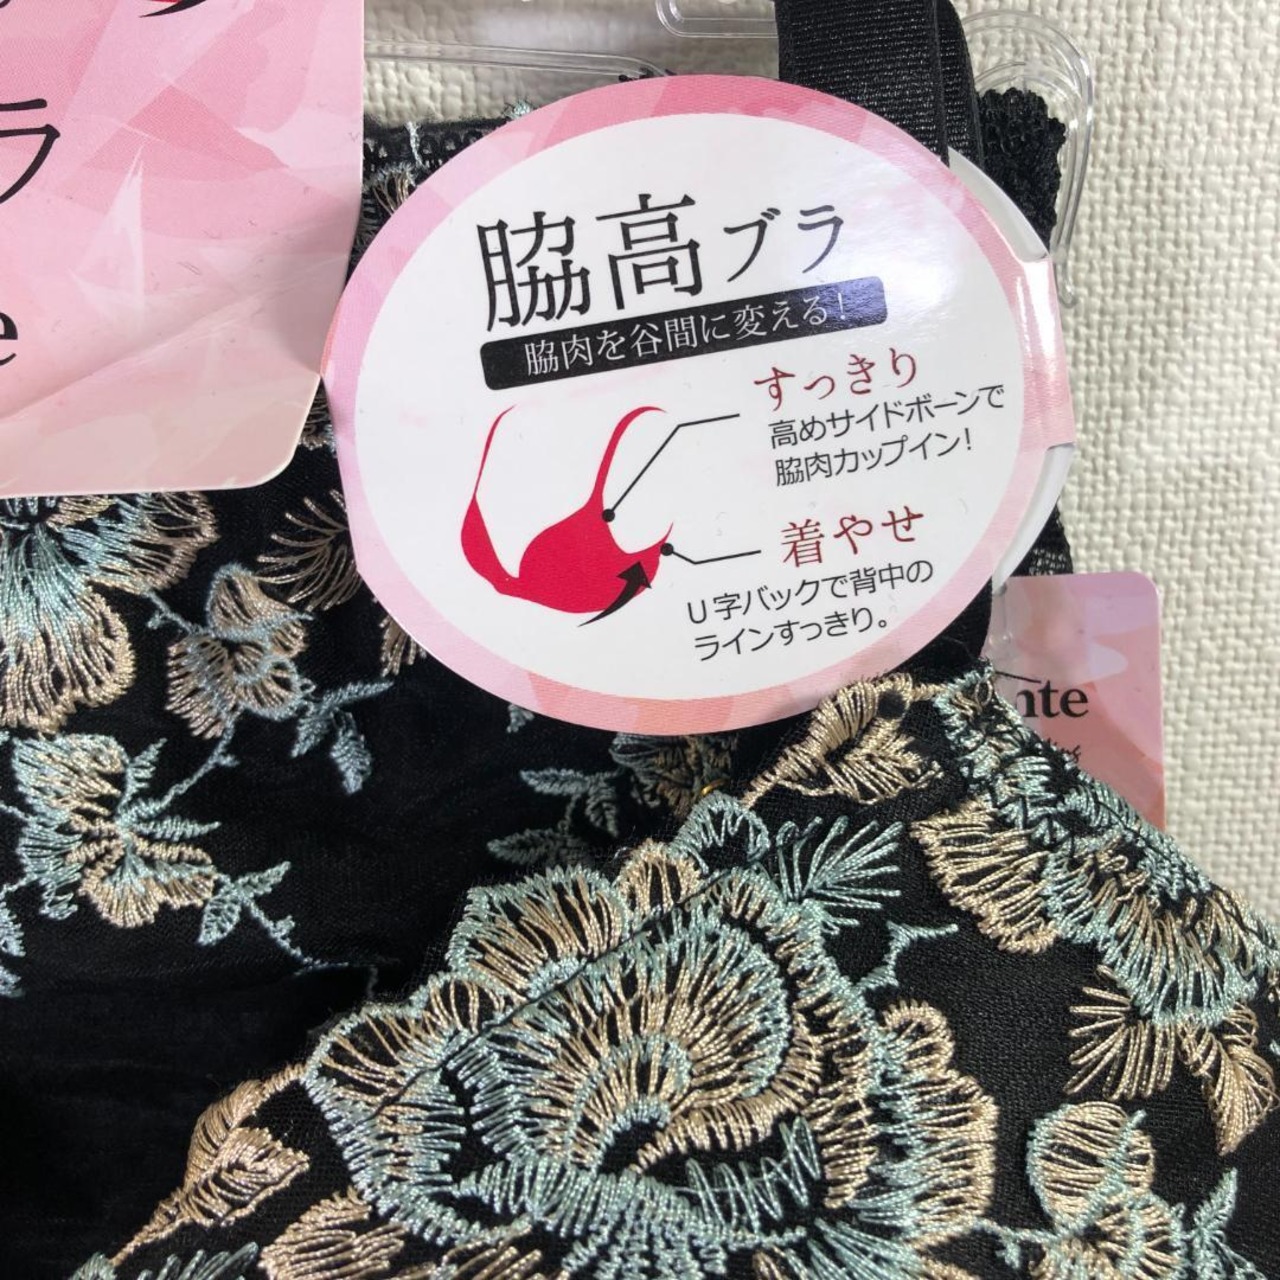 ラ
e
脇高ブラ
脇肉を谷間に変える!
すっきり
高めサイドボーンで
脇肉カップイン!
着やせ
U字バックで背中の
ラインすっきり。
nte